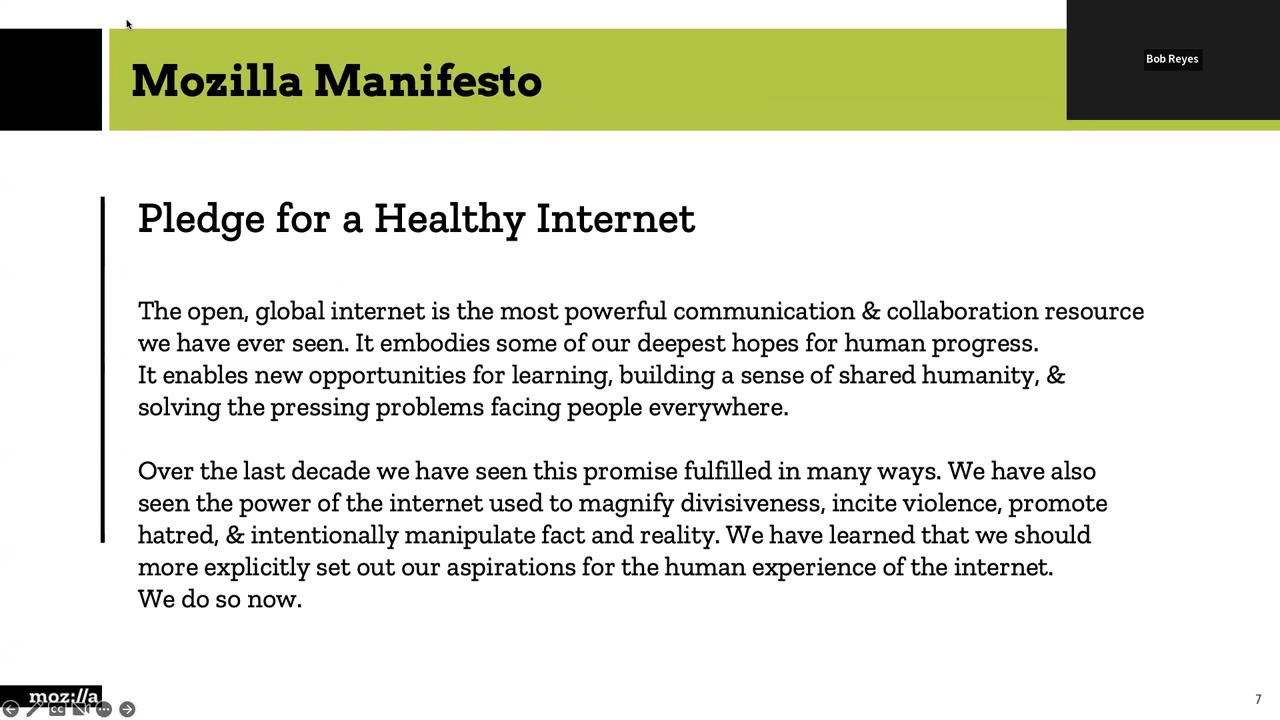 Mozilla Manifesto
Bob Reyes
Pledge for a Healthy Internet
The open, global internet is the most powerful communication & collaboration resource
we have ever seen. It embodies some of our deepest hopes for human progress.
It enables new opportunities for learning, building a sense of shared humanity, &
solving the pressing problems facing people everywhere.
Over the last decade we have seen this promise fulfilled in many ways. We have also
seen the power of the internet used to magnify divisiveness, incite violence, promote
hatred, & intentionally manipulate fact and reality. We have learned that we should
more explicitly set out our aspirations for the human experience of the internet.
We do so now.
moz://a
CC
7